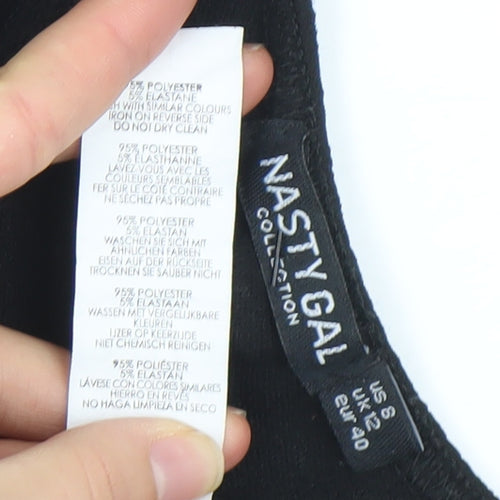 5% POLYESTER
5% ELASTANE
H WITH SIMILAR COLOURS
IRON ON REVERSE SIDE
DO NOT DRY CLEAN
95% POLYESTER
5% ÉLASTHANNE
LAVEZ-VOUS AVEC LES
COULEURS SEMBLABLES
FER SUR LE COTÉ CONTRAIRE
NE SÉCHEZ PAS PROPRE
95% POLYESTER
5% ELASTAN
WASCHEN SIE SICH MIT
ÄHNLICHEN FARBEN
EISEN AUF DER RÜCKSEITE
TROCKNEN SIE SAUBER NICHT
95% POLYESTER
5% ELASTAAN
WASSEN MET VERGELIJKBARE
KLEUREN
IJZER OP KEERZIJDE
NIET CHEMISCH REINIGEN
95% POLIÉSTER
5% ELASTÁN
LÁVESE CON COLORES SIMILARES
HIERRO EN REVÉS
NO HAGA LIMPIEZA EN SECO
NASTY GAL
COLLECTION
US 8
UK 12
Eur 40